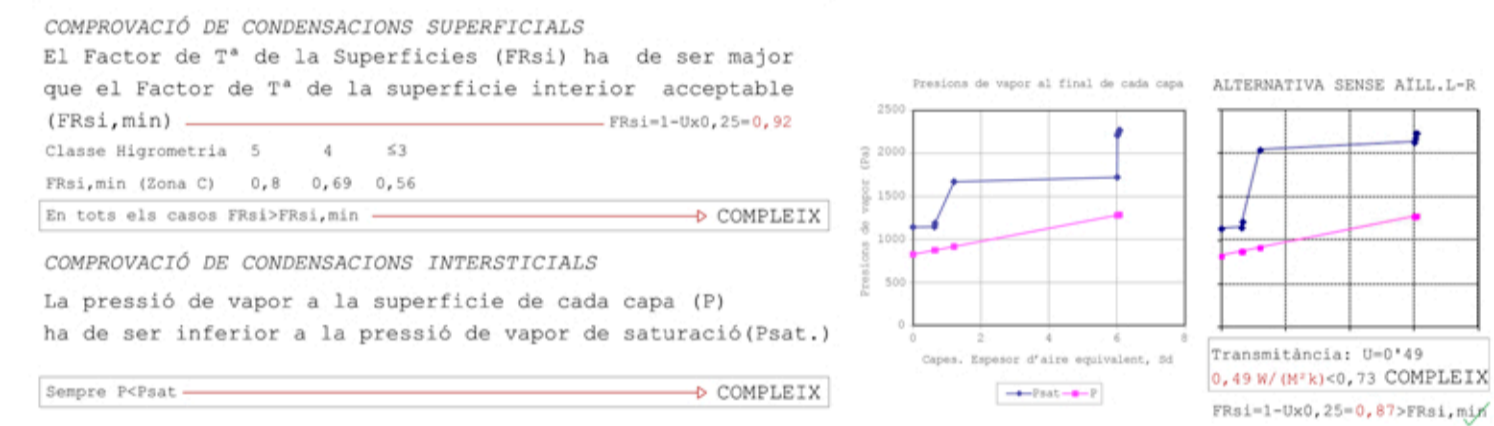 COMPROVACIÓ DE CONDENSACIONS SUPERFICIALS
El Factor de Tª de la Superficies (FRsi) ha de ser major
que el Factor de Tª de la superficie interior acceptable
(FRsi,min) FRsi=1-Ux0,25=0,92
Classe Higrometria 5 4 ≤3
FRsi,min (Zona C) 0,8 0,69 0,56
En tots els casos FRsi>FRsi,min COMPLEIX
COMPROVACIÓ DE CONDENSACIONS INTERSTICIALS
La pressió de vapor a la superficie de cada capa (P)
ha de ser inferior a la pressió de vapor de saturació(Psat.)
Sempre P<Psat COMPLEIX
Presions de vapor al final de cada capa
Presions de vapor (Pa)
2500
2000
1500
1000
500
0
0 2 4 6 8
Capes. Espesor d'aire equivalent, Sd
Psat P
ALTERNATIVA SENSE AÏLL.L-R
Transmitància: U=0"49
0,49 W/(M²k)<0,73 COMPLEIX
FRsi=1-Ux0,25=0,87>FRsi,min